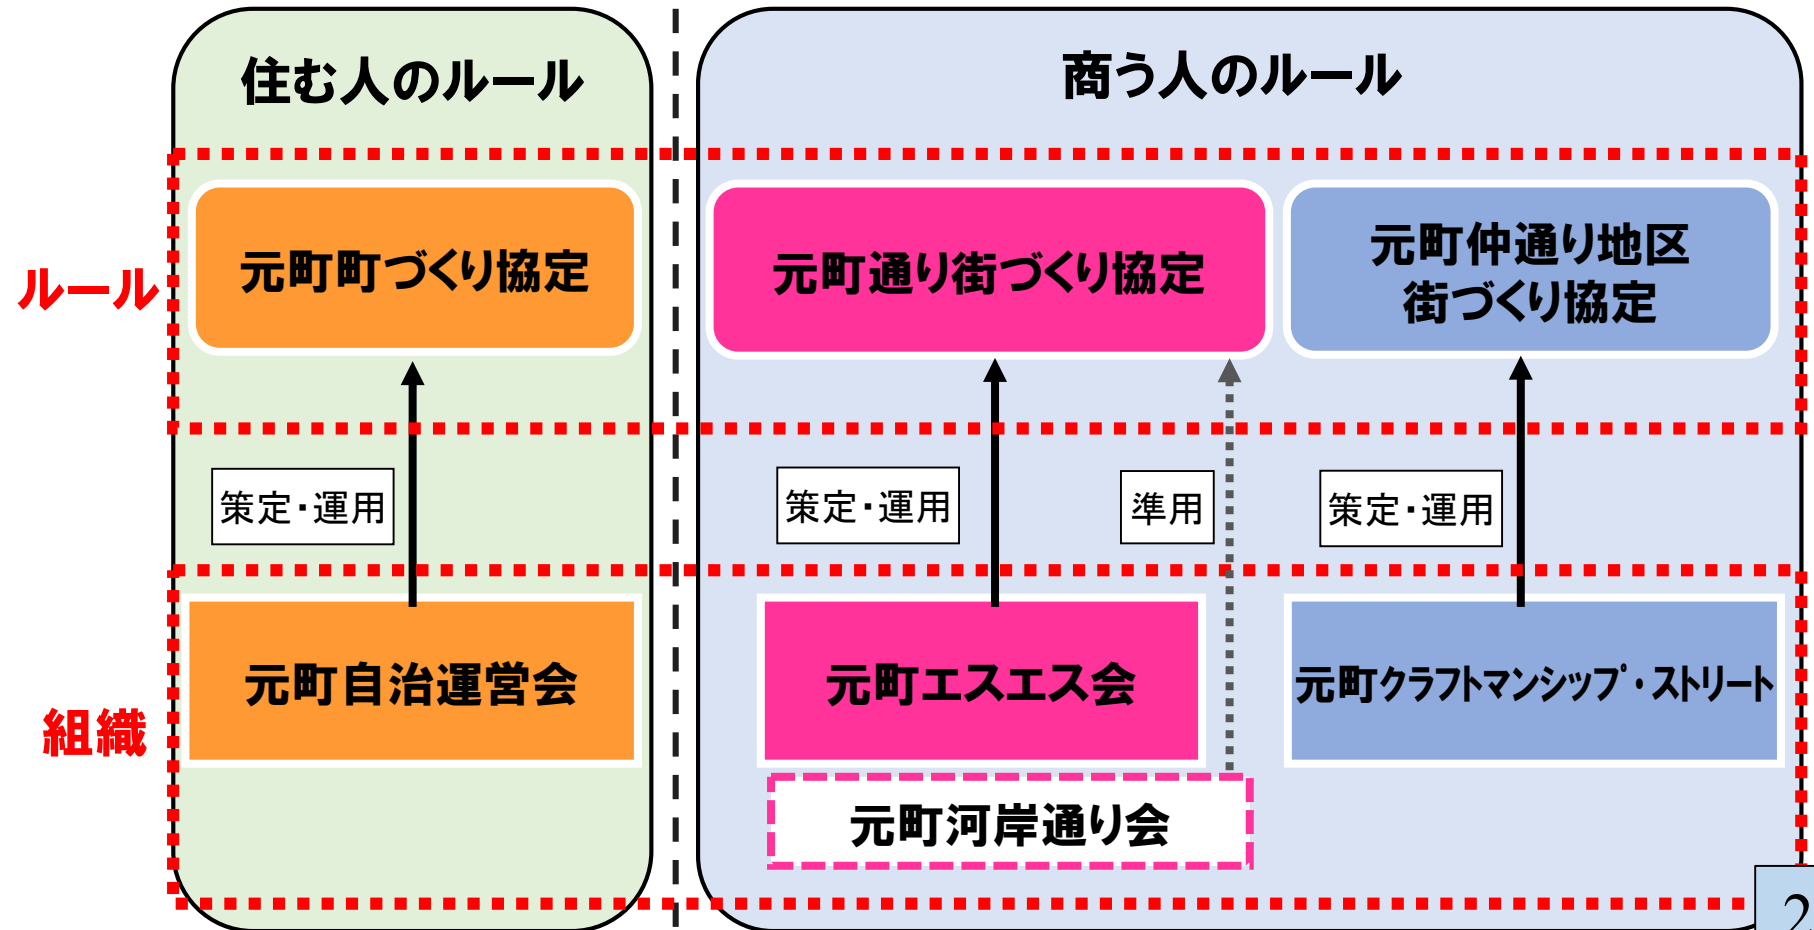 住む人のルール
商う人のルール
ルール
元町町づくり協定
元町通り街づくり協定
元町仲通り地区
街づくり協定
策定・運用
策定・運用
準用
策定・運用
組織
元町自治運営会
元町エスエス会
元町クラフトマンシップ・ストリート
元町河岸通り会
2